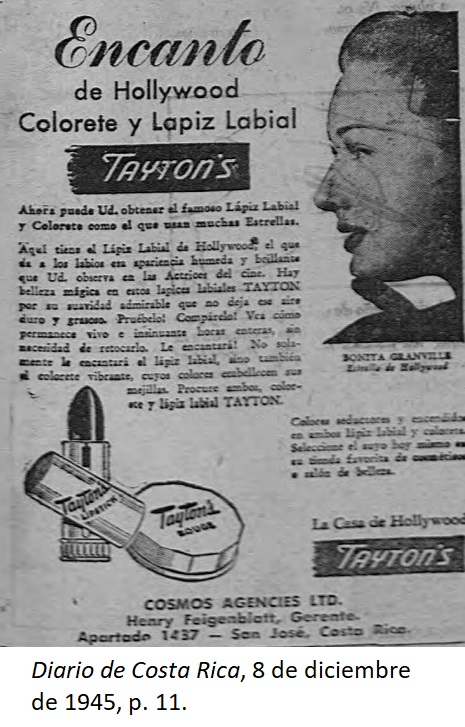 Encanto
de Hollywood
Colorete y Lapiz Labial
TAYTON'S
Ahora puede Ud. obtener el famoso Lápiz Labial
y Colorete como el que usan muchas Estrellas.
Aquí tiene el Lápiz Labial de Hollywood, el que
da a los labios esa apariencia húmeda y brillante
que Ud. observa en las Actrices del cine. Hay
belleza mágica en estos lapices labiales TAYTON
por su suavidad admirable que no deja ese aire
duro y grasoso. Pruébelo! Compárelo! Vea cómo
permanece vivo e insinuante horas enteras, sin
necesidad de retocarlo. Le encantará! No sola-
mente le encantará el lápiz labial, sino también
el colorete vibrante, cuyos colores embellecen sus
mejillas. Procure ambos, color-
ete y lápiz labial TAYTON.
BONITA GRANVILLE
Estrella de Hollywood
Colores seductores y encendidos
en ambos lápiz labial y colorete.
Seleccione el suyo hoy mismo en
su tienda favorita de cosméticos
o salón de belleza.
Tayton's
LIPSTICK
Tayton's
ROUGE
La Casa de Hollywood
TAYTON'S
COSMOS AGENCIES LTD.
Henry Feigenblatt, Gerente.
Apartado 1437 — San José, Costa Rica.
Diario de Costa Rica, 8 de diciembre
de 1945, p. 11.